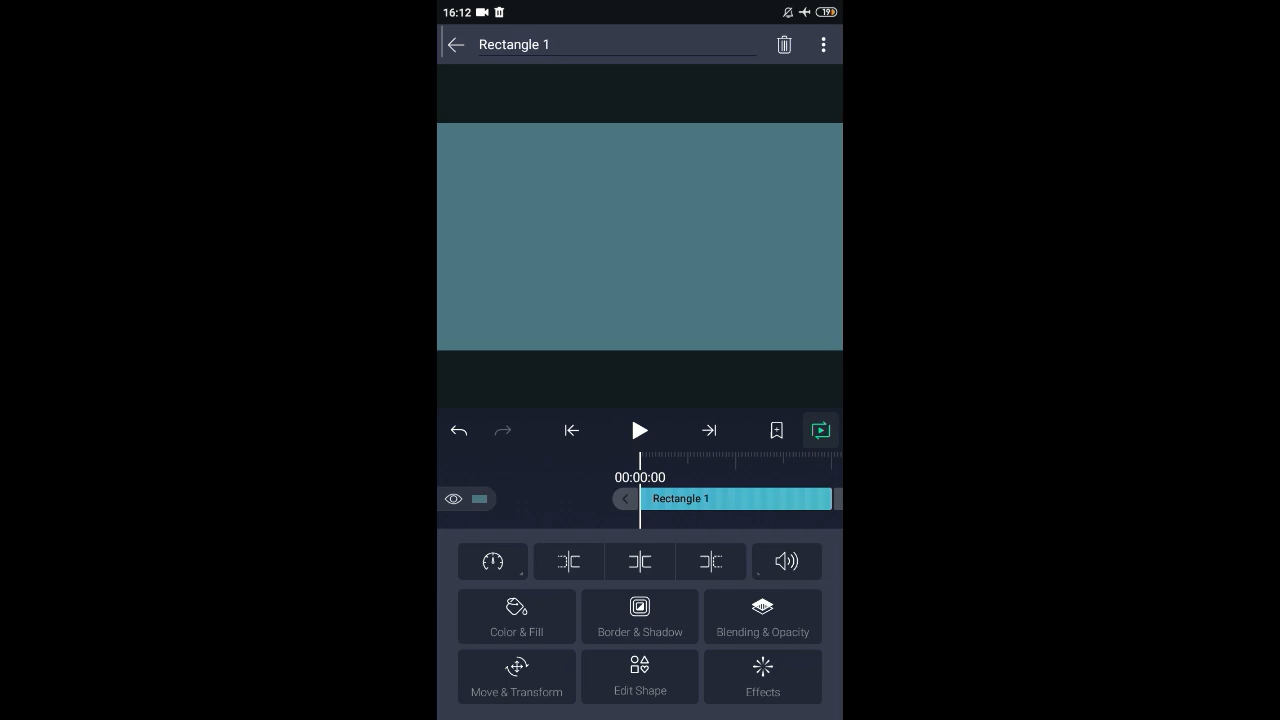 16:12
19
Rectangle 1
00:00:00
Rectangle 1
Color & Fill
Border & Shadow
Blending & Opacity
Move & Transform
Edit Shape
Effects